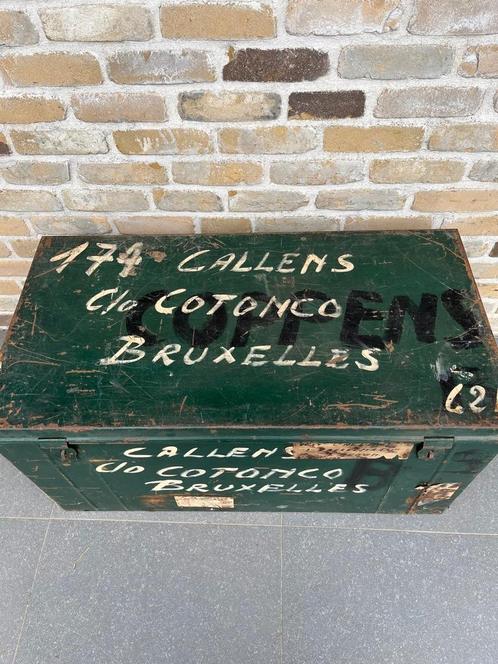 174 CALLENS
C/o COTONCO
COPPENS
BRUXELLES
62
CALLENS
C/o COTONCO
BRUXELLES